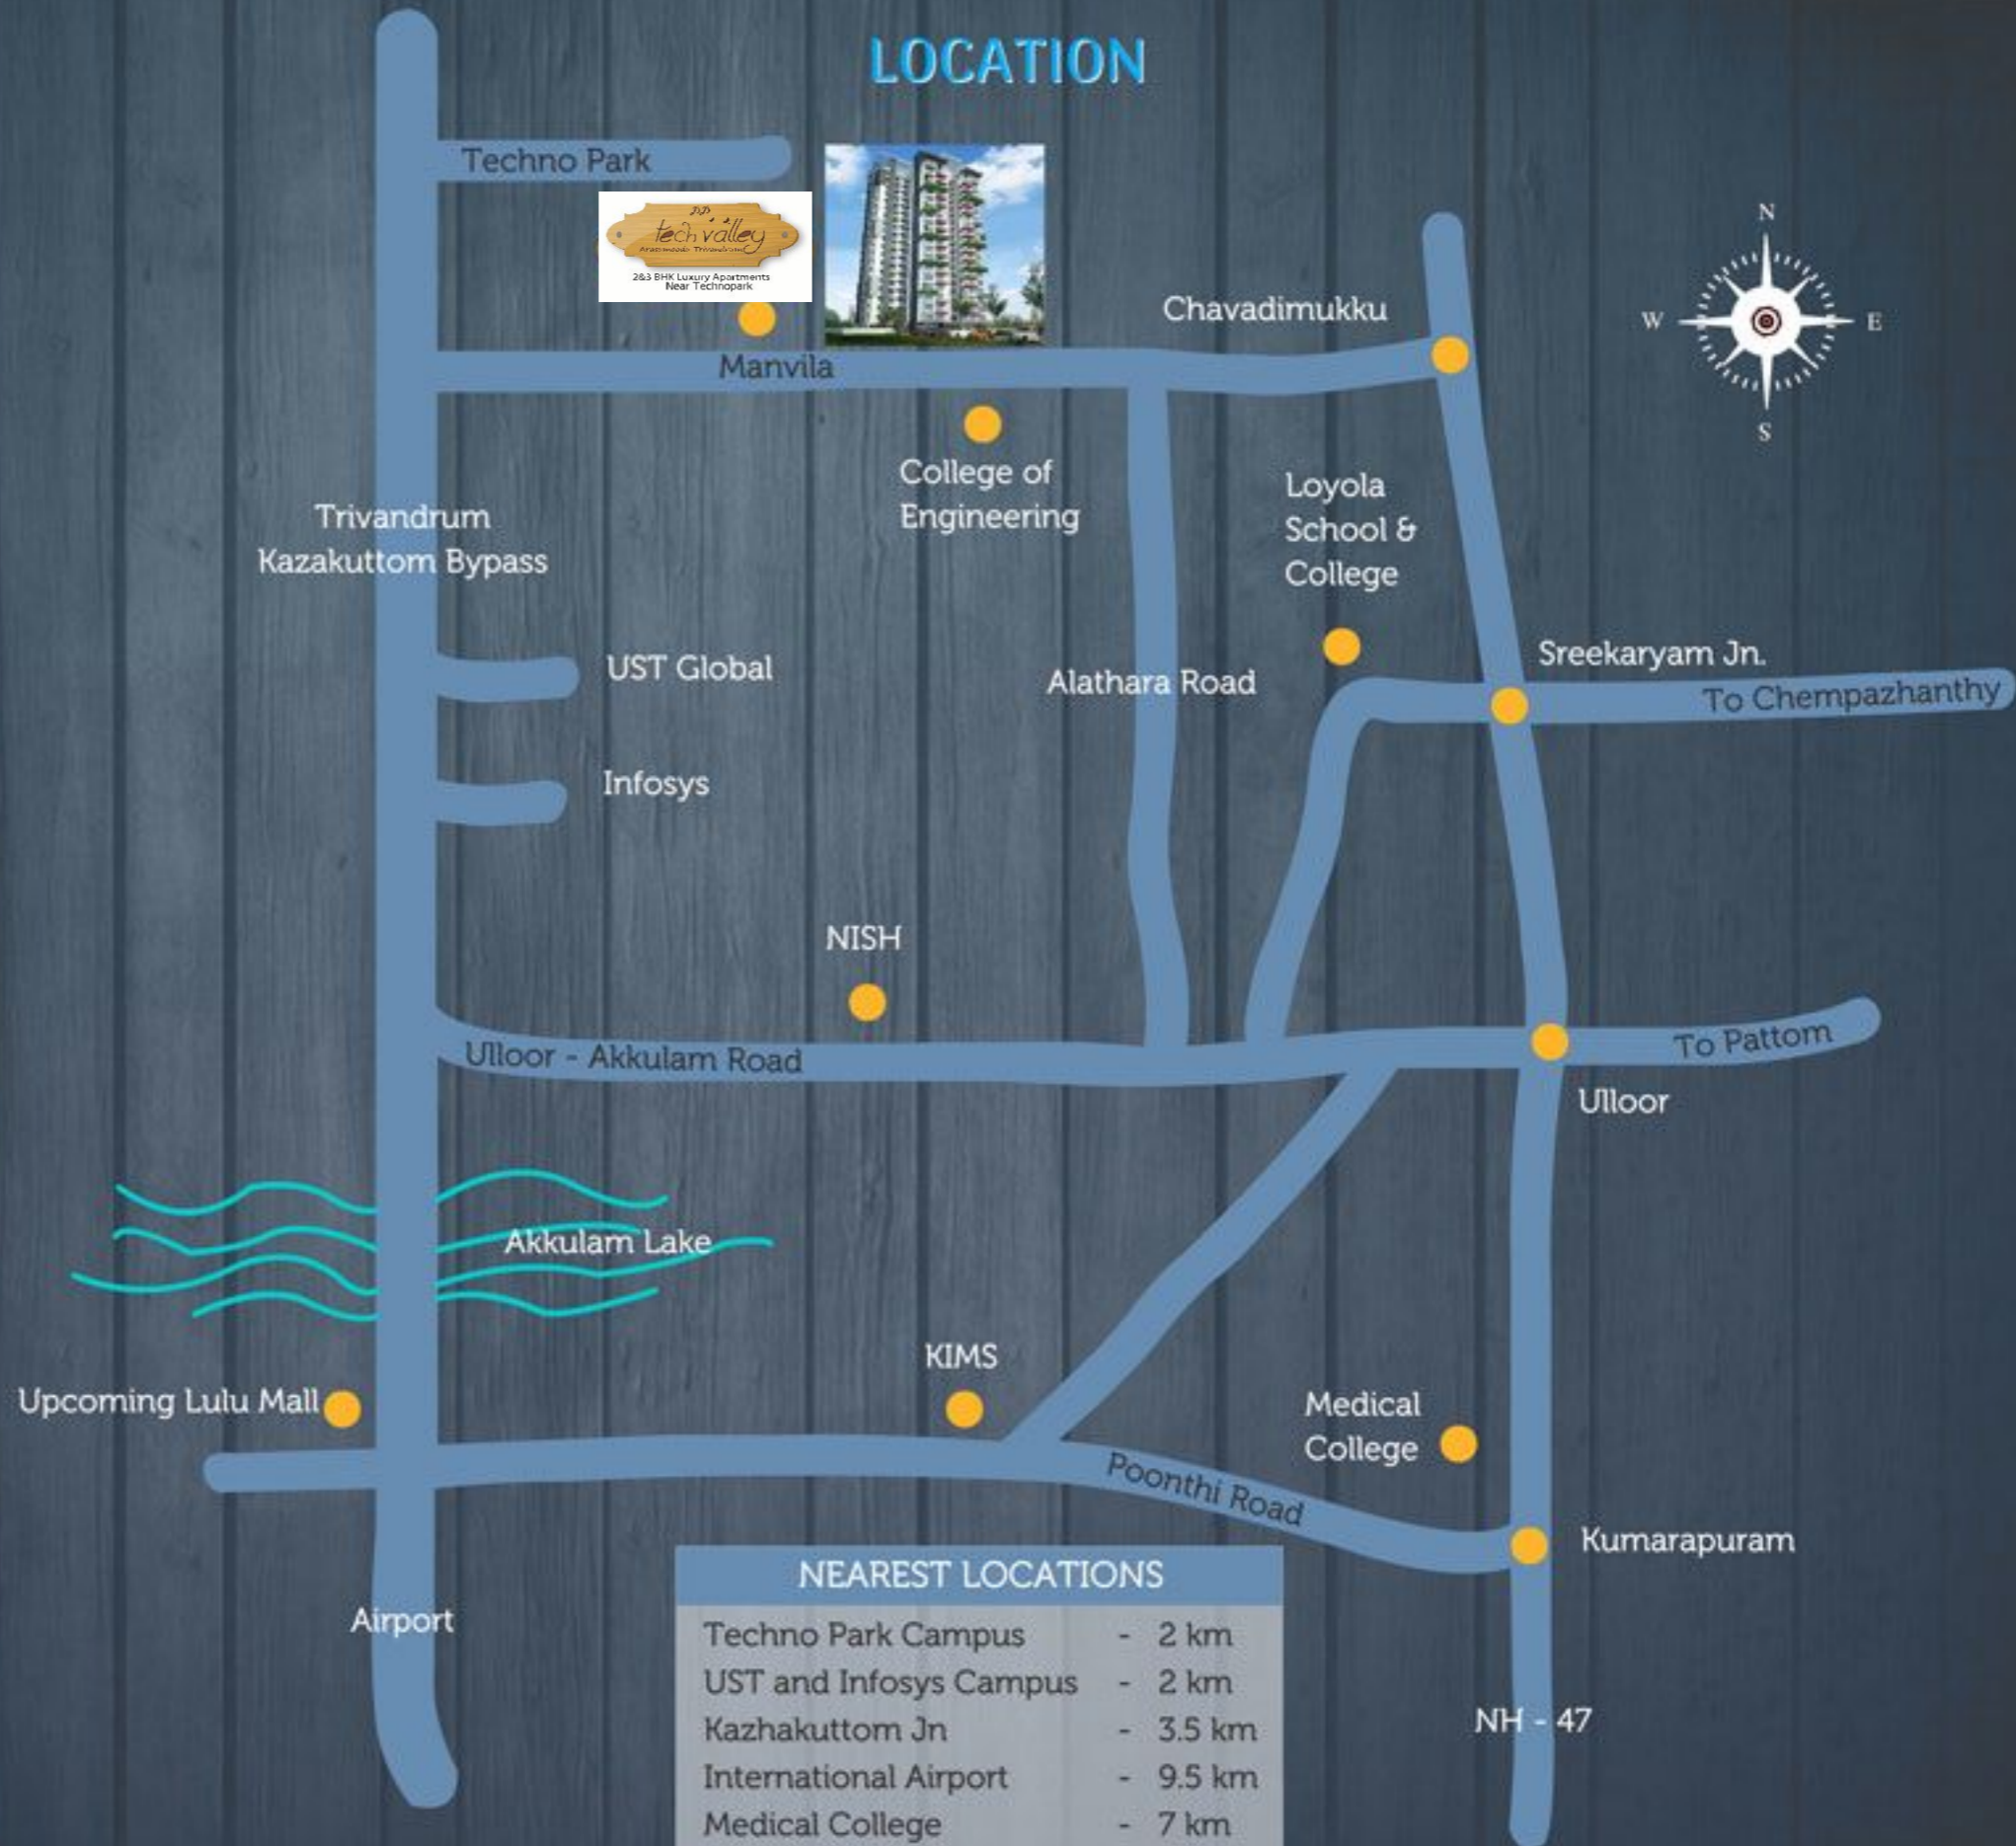 LOCATION
Techno Park
tech valley
2&3 BHK Luxury Apartments
Near Technopark
Manvila
Chavadimukku
N
W
E
S
College of
Engineering
Loyola
School &
College
Trivandrum
Kazakuttom Bypass
UST Global
Alathara Road
Sreekaryam Jn.
To Chempazhanthy
Infosys
NISH
Ulloor - Akkulam Road
To Pattom
Ulloor
Akkulam Lake
KIMS
Upcoming Lulu Mall
Medical
College
Poonthi Road
Kumarapuram
Airport
NH - 47
NEAREST LOCATIONS
Techno Park Campus - 2 km
UST and Infosys Campus - 2 km
Kazhakuttom Jn - 3.5 km
International Airport - 9.5 km
Medical College - 7 km